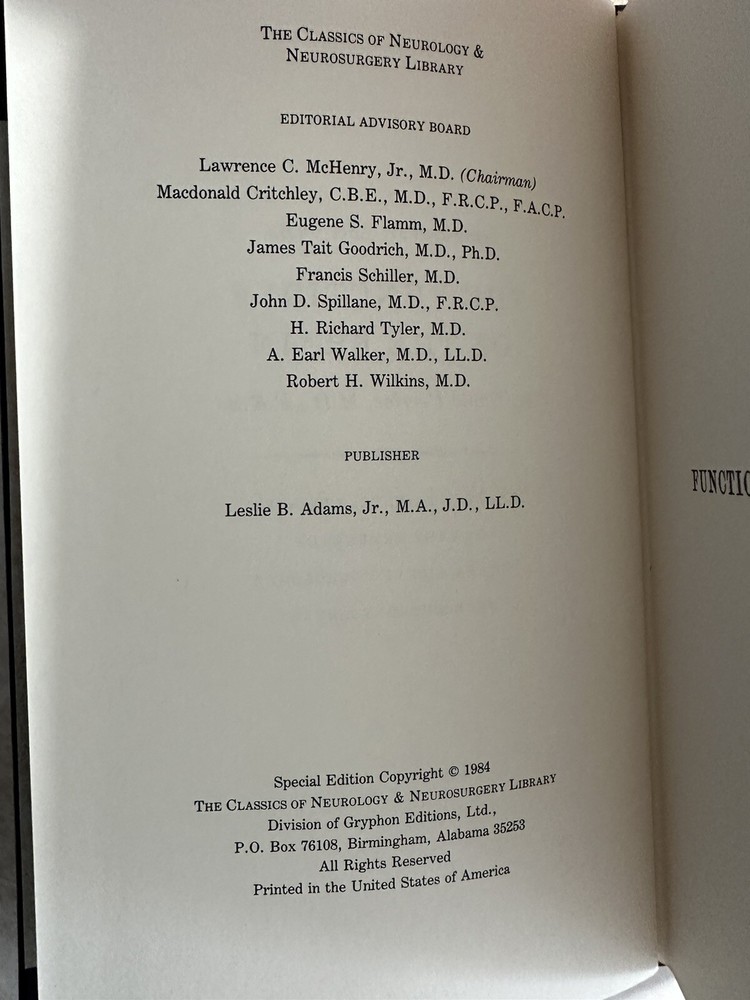 THE CLASSICS OF NEUROLOGY &
NEUROSURGERY LIBRARY
EDITORIAL ADVISORY BOARD
Lawrence C. McHenry, Jr., M.D. (Chairman)
Macdonald Critchley, C.B.E., M.D., F.R.C.P., F.A.C.P.
Eugene S. Flamm, M.D.
James Tait Goodrich, M.D., Ph.D.
Francis Schiller, M.D.
John D. Spillane, M.D., F.R.C.P.
H. Richard Tyler, M.D.
A. Earl Walker, M.D., LL.D.
Robert H. Wilkins, M.D.
PUBLISHER
Leslie B. Adams, Jr., M.A., J.D., LL.D.
Special Edition Copyright © 1984
THE CLASSICS OF NEUROLOGY & NEUROSURGERY LIBRARY
Division of Gryphon Editions, Ltd.,
P.O. Box 76108, Birmingham, Alabama 35253
All Rights Reserved
Printed in the United States of America
FUNCTIO